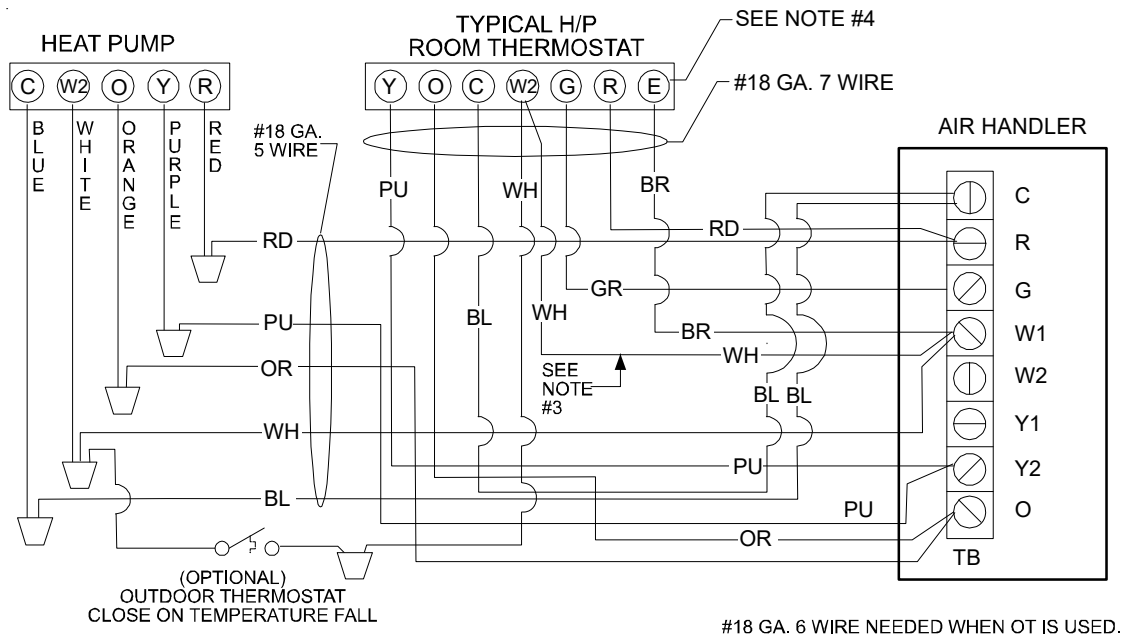 TYPICAL H/P
ROOM THERMOSTAT
SEE NOTE #4
HEAT PUMP
C W2 O Y R
Y O C W2 G R E
#18 GA. 7 WIRE
BLUE
WHITE
ORANGE
PURPLE
RED
#18 GA.
5 WIRE
AIR HANDLER
PU
WH
BR
C
RD
RD
R
GR
G
BL
WH
PU
BR
W1
WH
OR
SEE
NOTE
#3
W2
BL
BL
WH
Y1
PU
Y2
BL
PU
O
OR
TB
(OPTIONAL)
OUTDOOR THERMOSTAT
CLOSE ON TEMPERATURE FALL
#18 GA. 6 WIRE NEEDED WHEN OT IS USED.